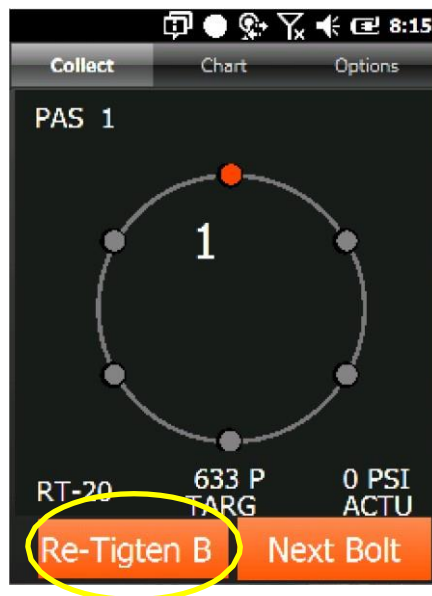 8:15
Collect Chart Options
PAS 1
1
RT-20 633 P 0 PSI
TARG ACTU
Re-Tigten B Next Bolt